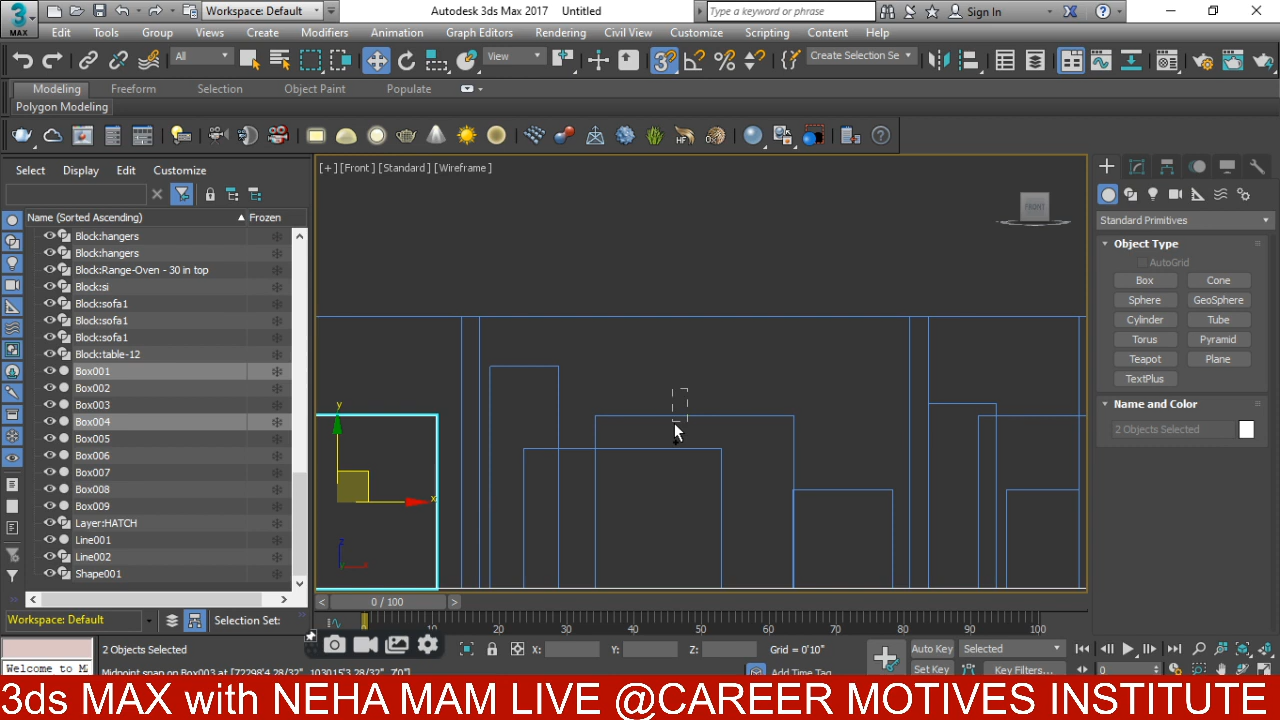 3
MAX
Workspace: Default
Autodesk 3ds Max 2017 Untitled
Type a keyword or phrase
Sign In
Edit Tools Group Views Create Modifiers Animation Graph Editors Rendering Civil View Customize Scripting Content Help
All
View
3
Create Selection Se
Modeling Freeform Selection Object Paint Populate
Polygon Modeling
Select Display Edit Customize
Name (Sorted Ascending) Frozen
Block:hangers
Block:hangers
Block:Range-Oven - 30 in top
Block:si
Block:sofa1
Block:sofa1
Block:sofa1
Block:table-12
Box001
Box002
Box003
Box004
Box005
Box006
Box007
Box008
Box009
Layer:HATCH
Line001
Line002
Shape001
[+] [Front ] [Standard ] [Wireframe ]
FRONT
y
x
z
Standard Primitives
Object Type
AutoGrid
Box Cone
Sphere GeoSphere
Cylinder Tube
Torus Pyramid
Teapot Plane
TextPlus
Name and Color
2 Objects Selected
< 0 / 100 >
Workspace: Default
Selection Set:
10 20 30 40 50 60 70 80 90 100
2 Objects Selected
X: Y: Z: Grid = 0'10"
Auto Key Selected
Welcome to M
Add Time Tag
Set Key Key Filters...
0
3ds MAX with NEHA MAM LIVE @CAREER MOTIVES INSTITUTE